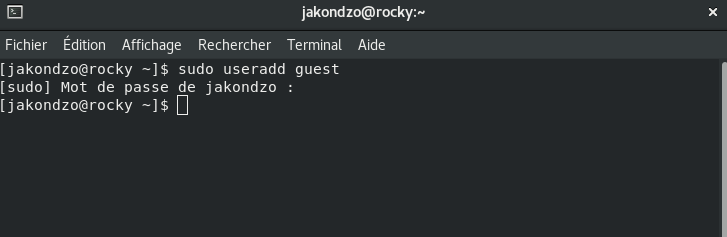 jakondzo@rocky:~
Fichier Édition Affichage Rechercher Terminal Aide
[jakondzo@rocky ~]$ sudo useradd guest
[sudo] Mot de passe de jakondzo :
[jakondzo@rocky ~]$